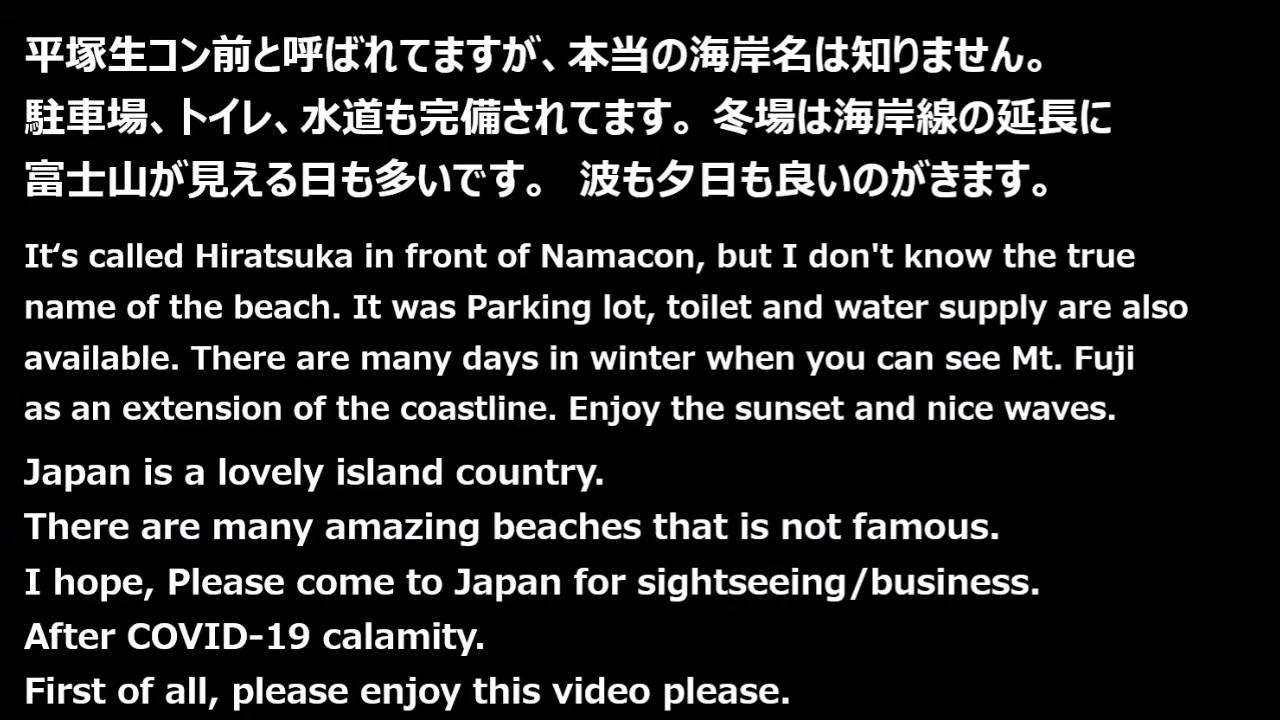 平塚生コン前と呼ばれてますが、本当の海岸名は知りません。
駐車場、トイレ、水道も完備されてます。冬場は海岸線の延長に
富士山が見える日も多いです。 波も夕日も良いのがきます。
It‘s called Hiratsuka in front of Namacon, but I don't know the true
name of the beach. It was Parking lot, toilet and water supply are also
available. There are many days in winter when you can see Mt. Fuji
as an extension of the coastline. Enjoy the sunset and nice waves.
Japan is a lovely island country.
There are many amazing beaches that is not famous.
I hope, Please come to Japan for sightseeing/business.
After COVID-19 calamity.
First of all, please enjoy this video please.